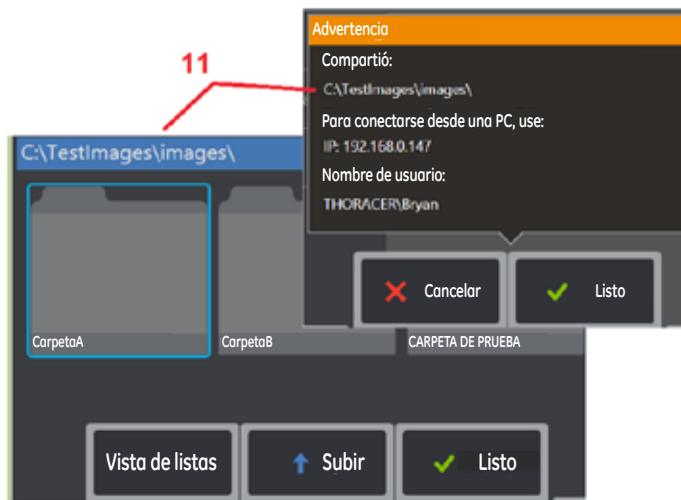 11
Advertencia
Compartió:
C:\TestImages\images\
Para conectarse desde una PC, use:
IP: 192.168.0.147
Nombre de usuario:
THORACER\Bryan
Cancelar
Listo
C:\TestImages\images\
CarpetaA
CarpetaB
CARPETA DE PRUEBA
Vista de listas
Subir
Listo